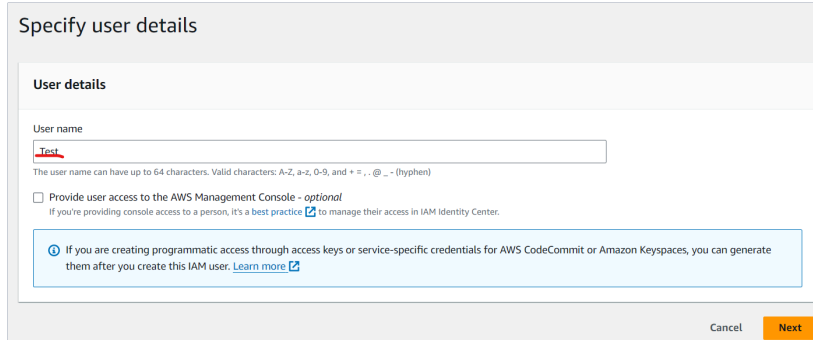 Specify user details
User details
User name
Test
The user name can have up to 64 characters. Valid characters: A-Z, a-z, 0-9, and + = , . @ _ - (hyphen)
Provide user access to the AWS Management Console - optional
If you're providing console access to a person, it's a best practice to manage their access in IAM Identity Center.
If you are creating programmatic access through access keys or service-specific credentials for AWS CodeCommit or Amazon Keyspaces, you can generate
them after you create this IAM user. Learn more
Cancel Next